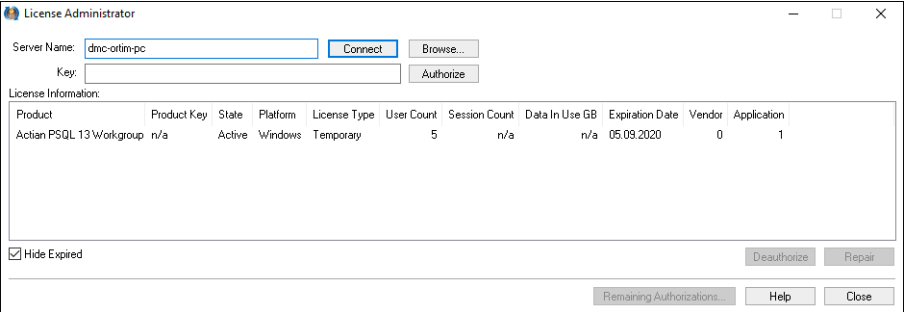 License Administrator
Server Name: dmc-ortim-pc Connect Browse...
Key: Authorize
License Information:
Product Product Key State Platform License Type User Count Session Count Data In Use GB Expiration Date Vendor Application
Actian PSQL 13 Workgroup n/a Active Windows Temporary 5 n/a n/a 05.09.2020 0 1
Hide Expired Deauthorize Repair
Remaining Authorizations... Help Close